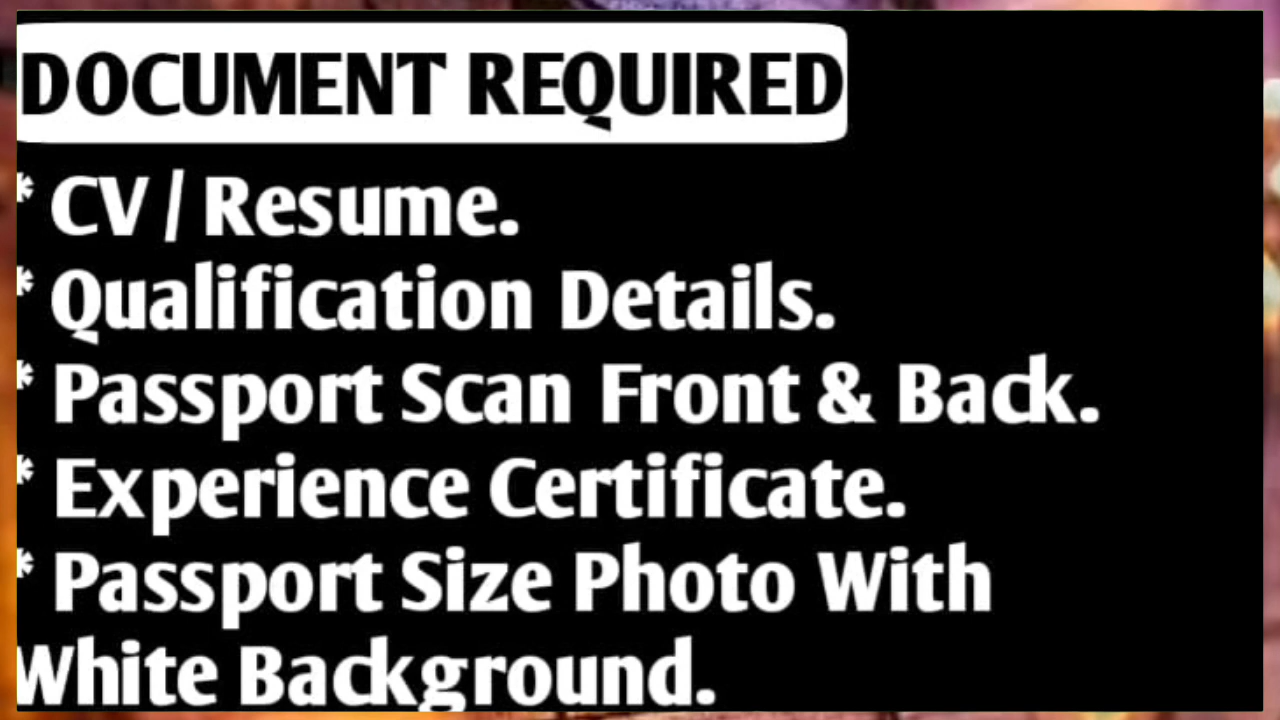 DOCUMENT REQUIRED
* CV / Resume.
* Qualification Details.
* Passport Scan Front & Back.
* Experience Certificate.
* Passport Size Photo With
White Background.